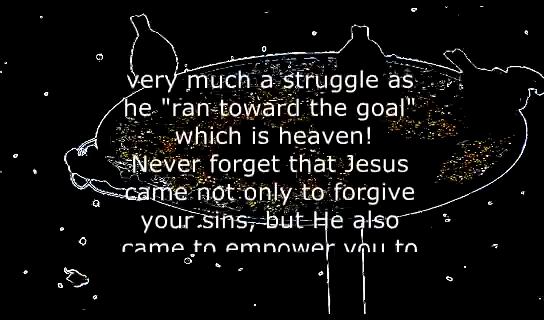 very much a struggle as
he "ran toward the goal"
which is heaven!
Never forget that Jesus
came not only to forgive
your sins, but He also
came to empower you to